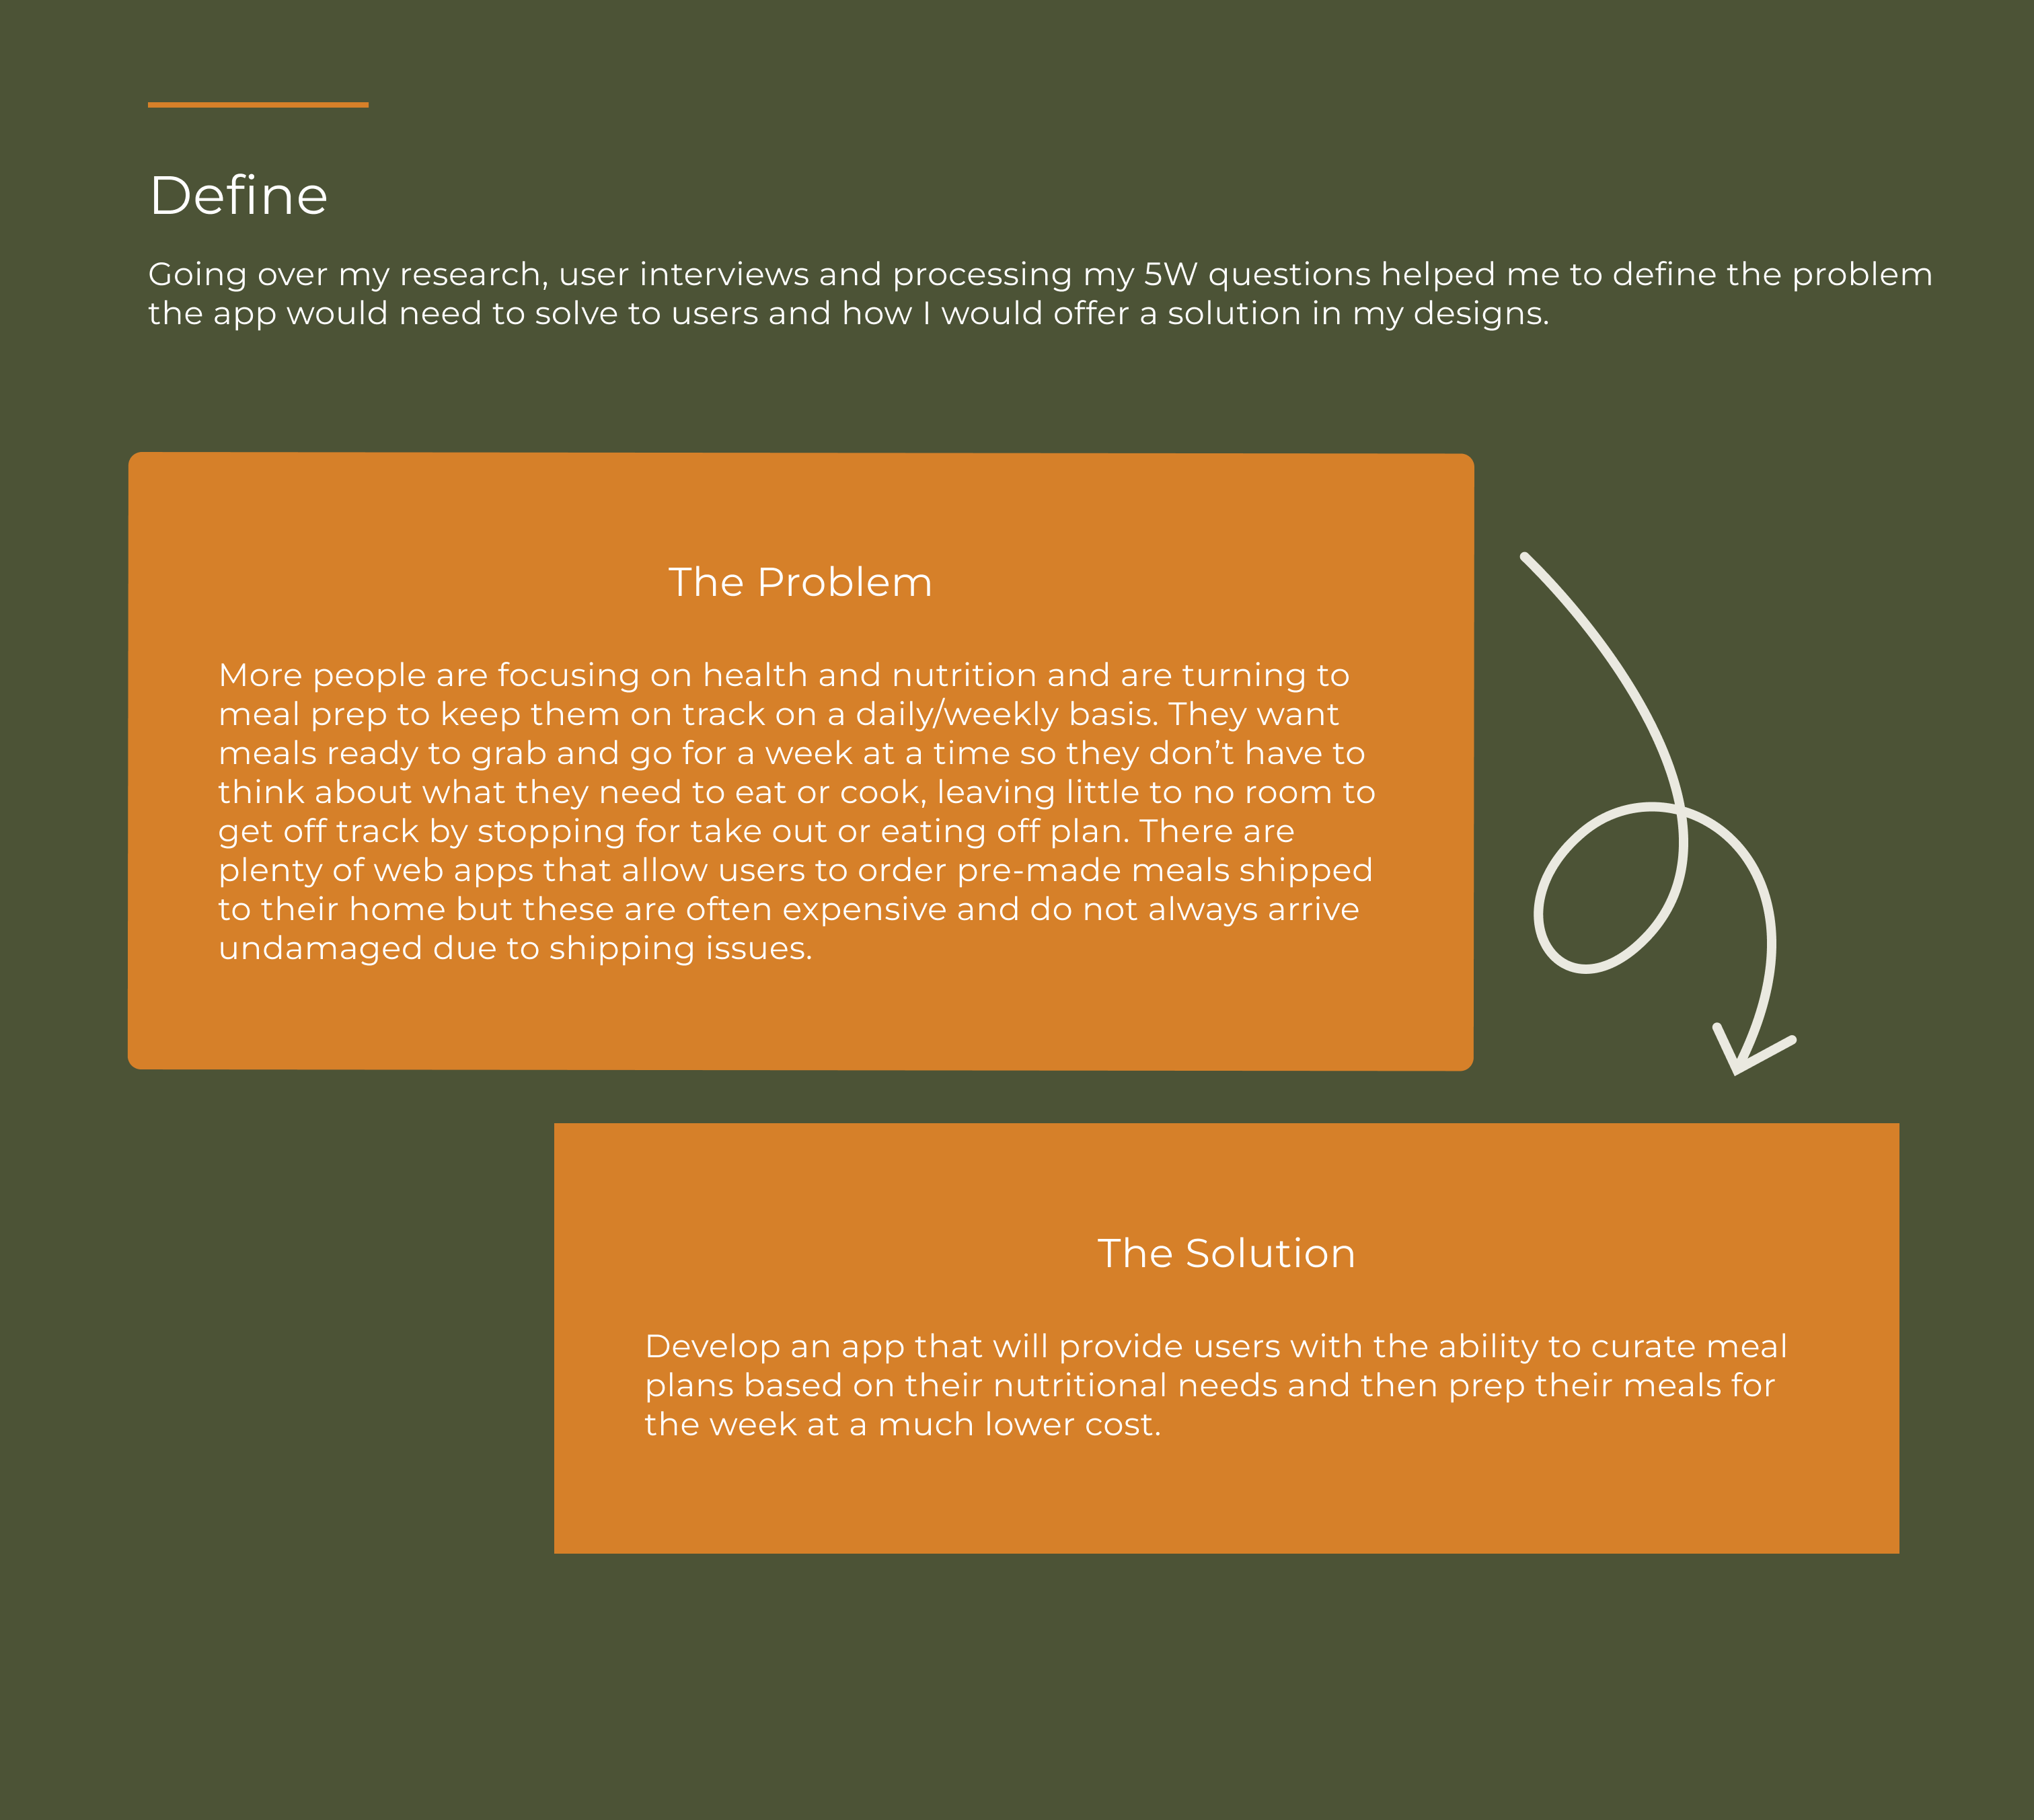 Define
Going over my research, user interviews and processing my 5W questions helped me to define the problem
the app would need to solve to users and how I would offer a solution in my designs.
The Problem
More people are focusing on health and nutrition and are turning to
meal prep to keep them on track on a daily/weekly basis. They want
meals ready to grab and go for a week at a time so they don’t have to
think about what they need to eat or cook, leaving little to no room to
get off track by stopping for take out or eating off plan. There are
plenty of web apps that allow users to order pre-made meals shipped
to their home but these are often expensive and do not always arrive
undamaged due to shipping issues.
The Solution
Develop an app that will provide users with the ability to curate meal
plans based on their nutritional needs and then prep their meals for
the week at a much lower cost.